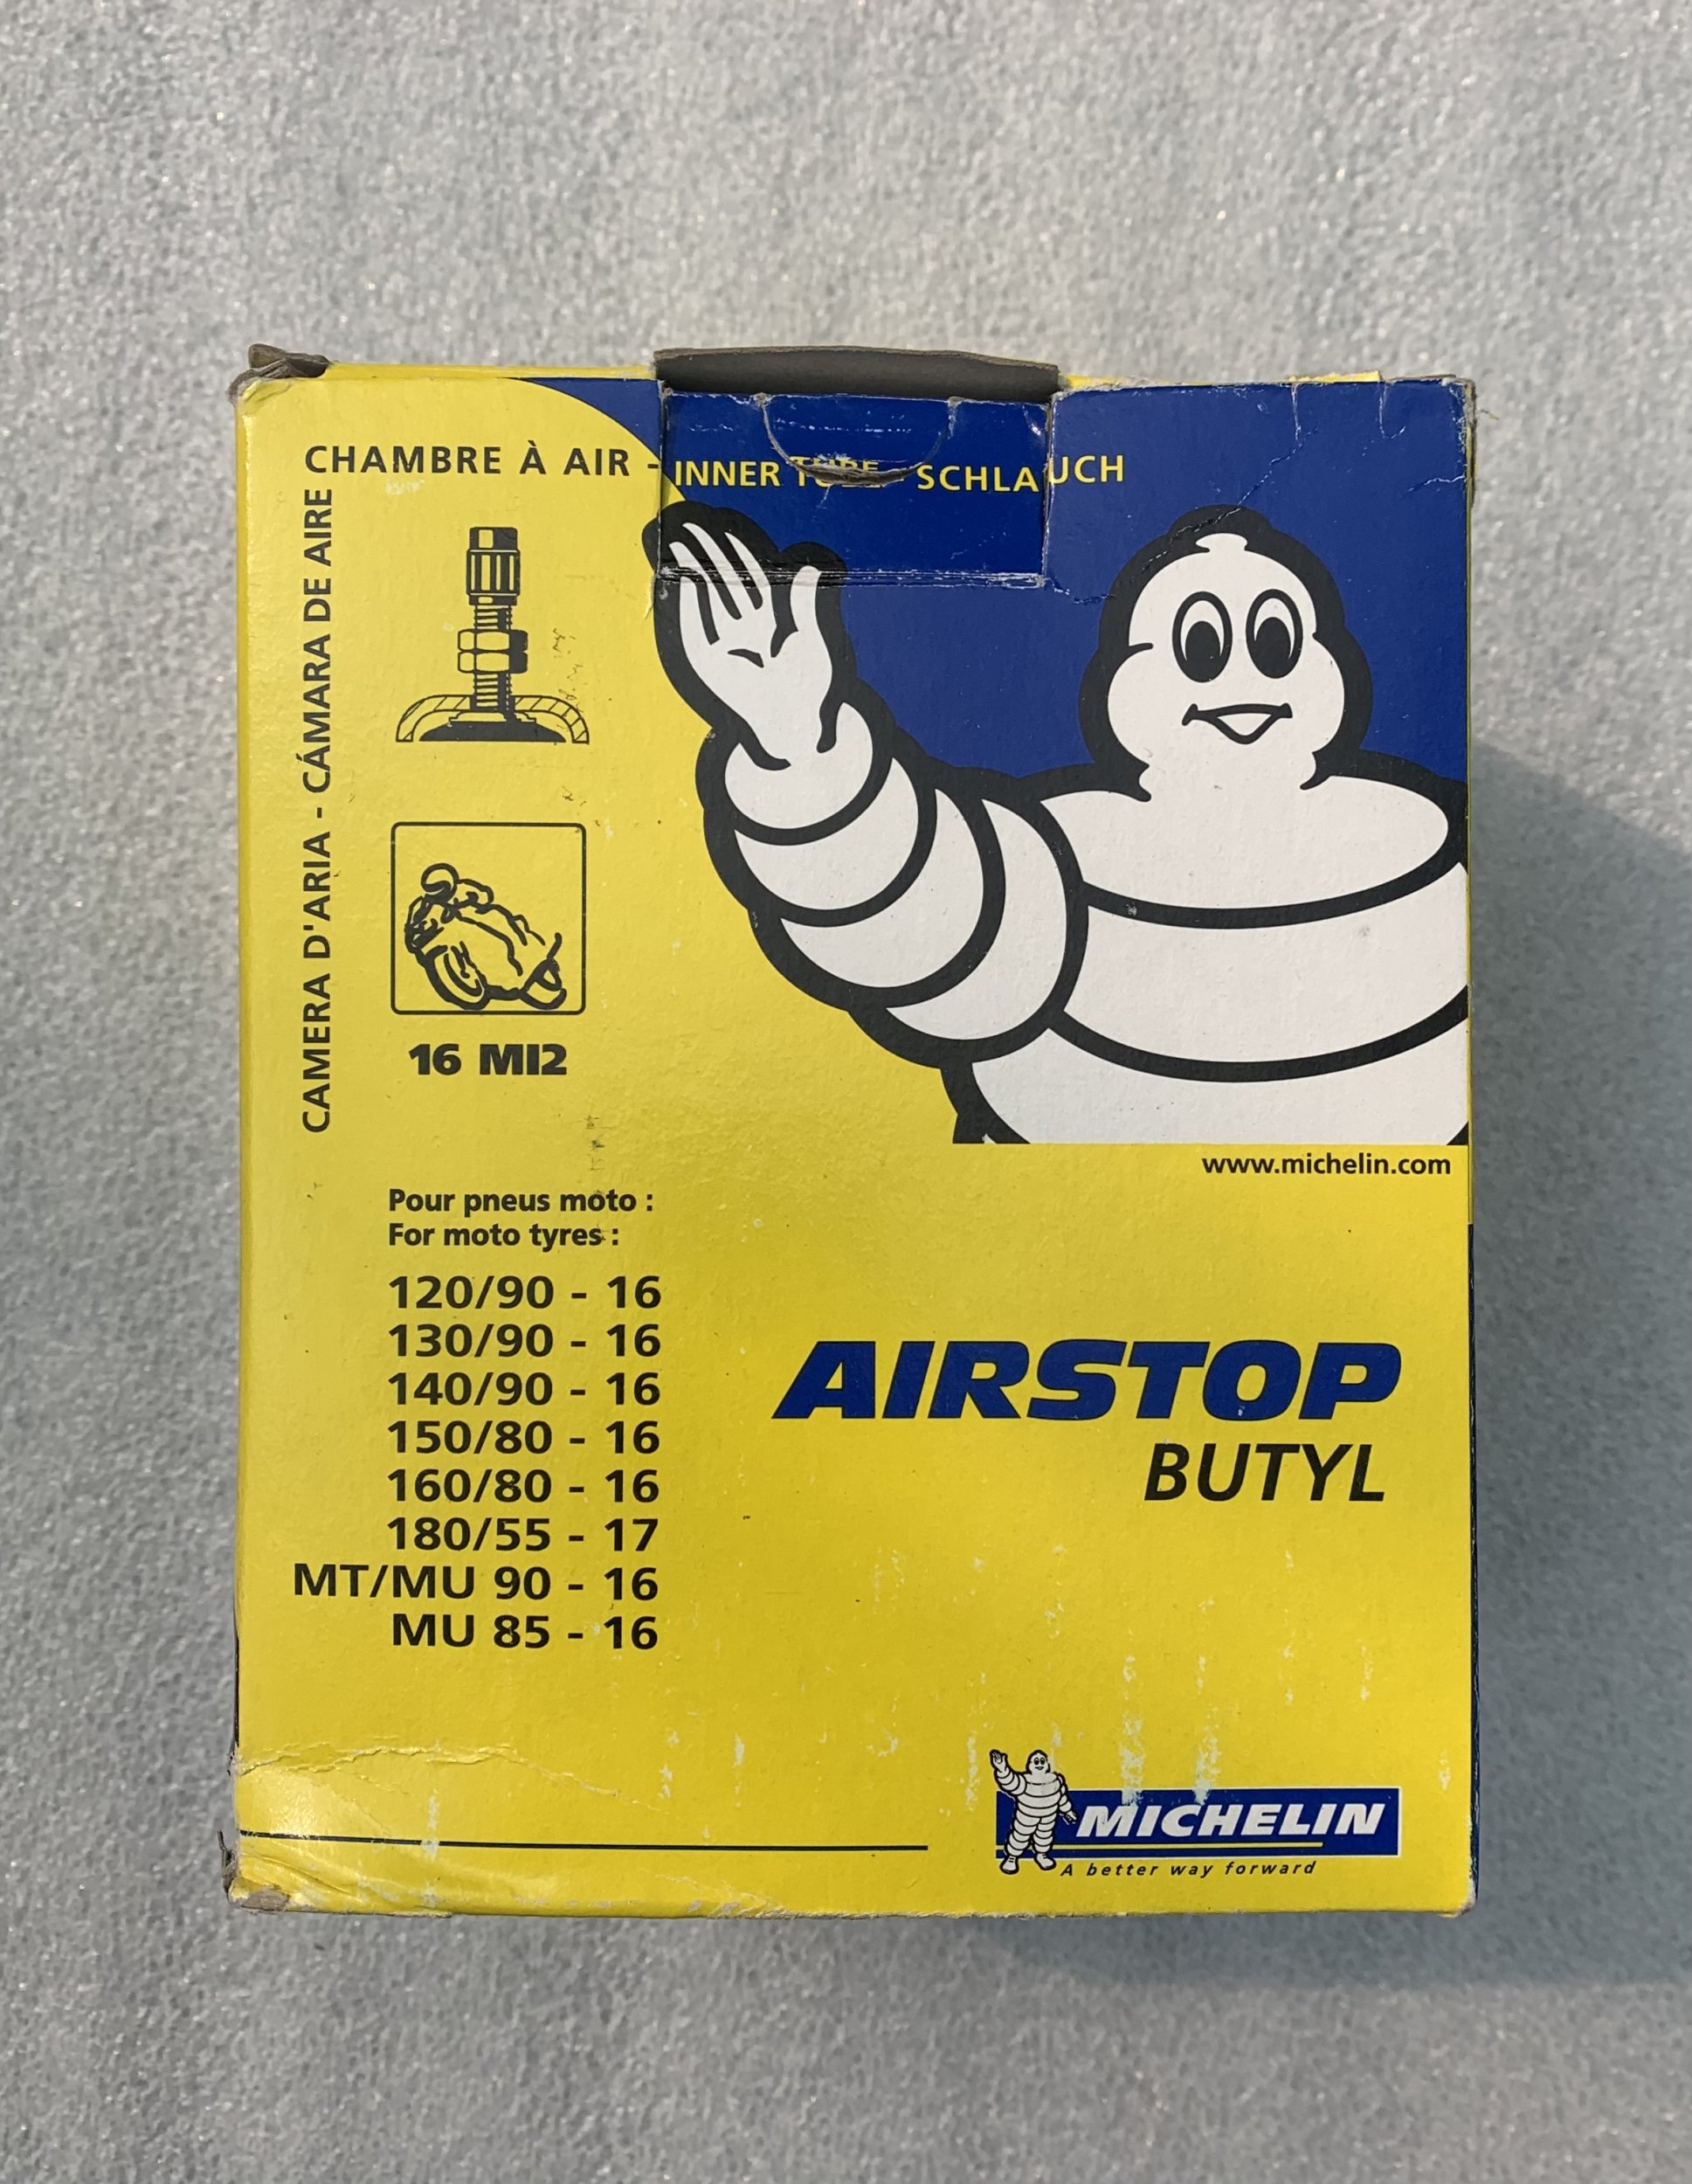 CHAMBRE À AIR - INNER TUBE - SCHLAUCH
CAMERA D'ARIA - CÁMARA DE AIRE
16 MI2
www.michelin.com
Pour pneus moto :
For moto tyres :
120/90 - 16
130/90 - 16
140/90 - 16
150/80 - 16
160/80 - 16
180/55 - 17
MT/MU 90 - 16
MU 85 - 16
AIRSTOP
BUTYL
MICHELIN
A better way forward